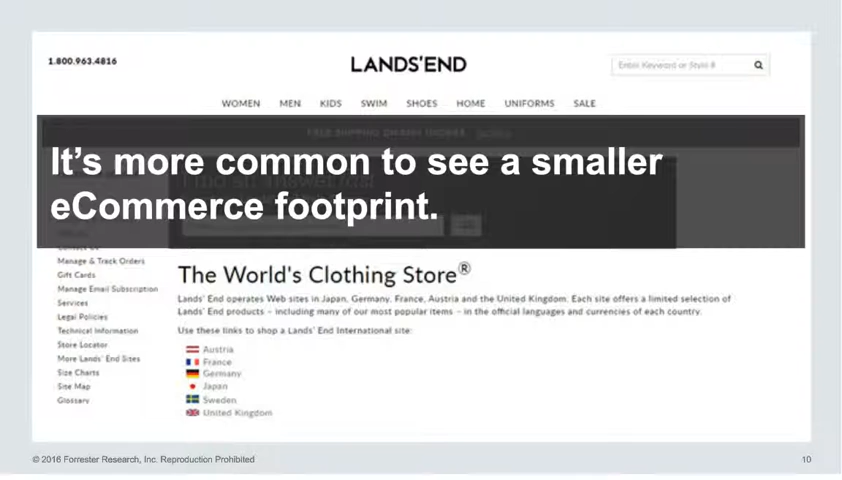 1.800.963.4816
LANDS'END
Enter Keyword or Style #
WOMEN MEN KIDS SWIM SHOES HOME UNIFORMS SALE
FREE SHIPPING
It's more common to see a smaller
eCommerce footprint.
Contact Us
Manage & Track Orders
Gift Cards
Manage Email Subscription
Services
Legal Policies
Technical Information
Store Locator
More Lands' End Sites
Size Charts
Site Map
Glossary
The World's Clothing Store®
Lands' End operates Web sites in Japan, Germany, France, Austria and the United Kingdom. Each site offers a limited selection of
Lands' End products – including many of our most popular items – in the official languages and currencies of each country.
Use these links to shop a Lands' End International site:
Austria
France
Germany
Japan
Sweden
United Kingdom
© 2016 Forrester Research, Inc. Reproduction Prohibited
10